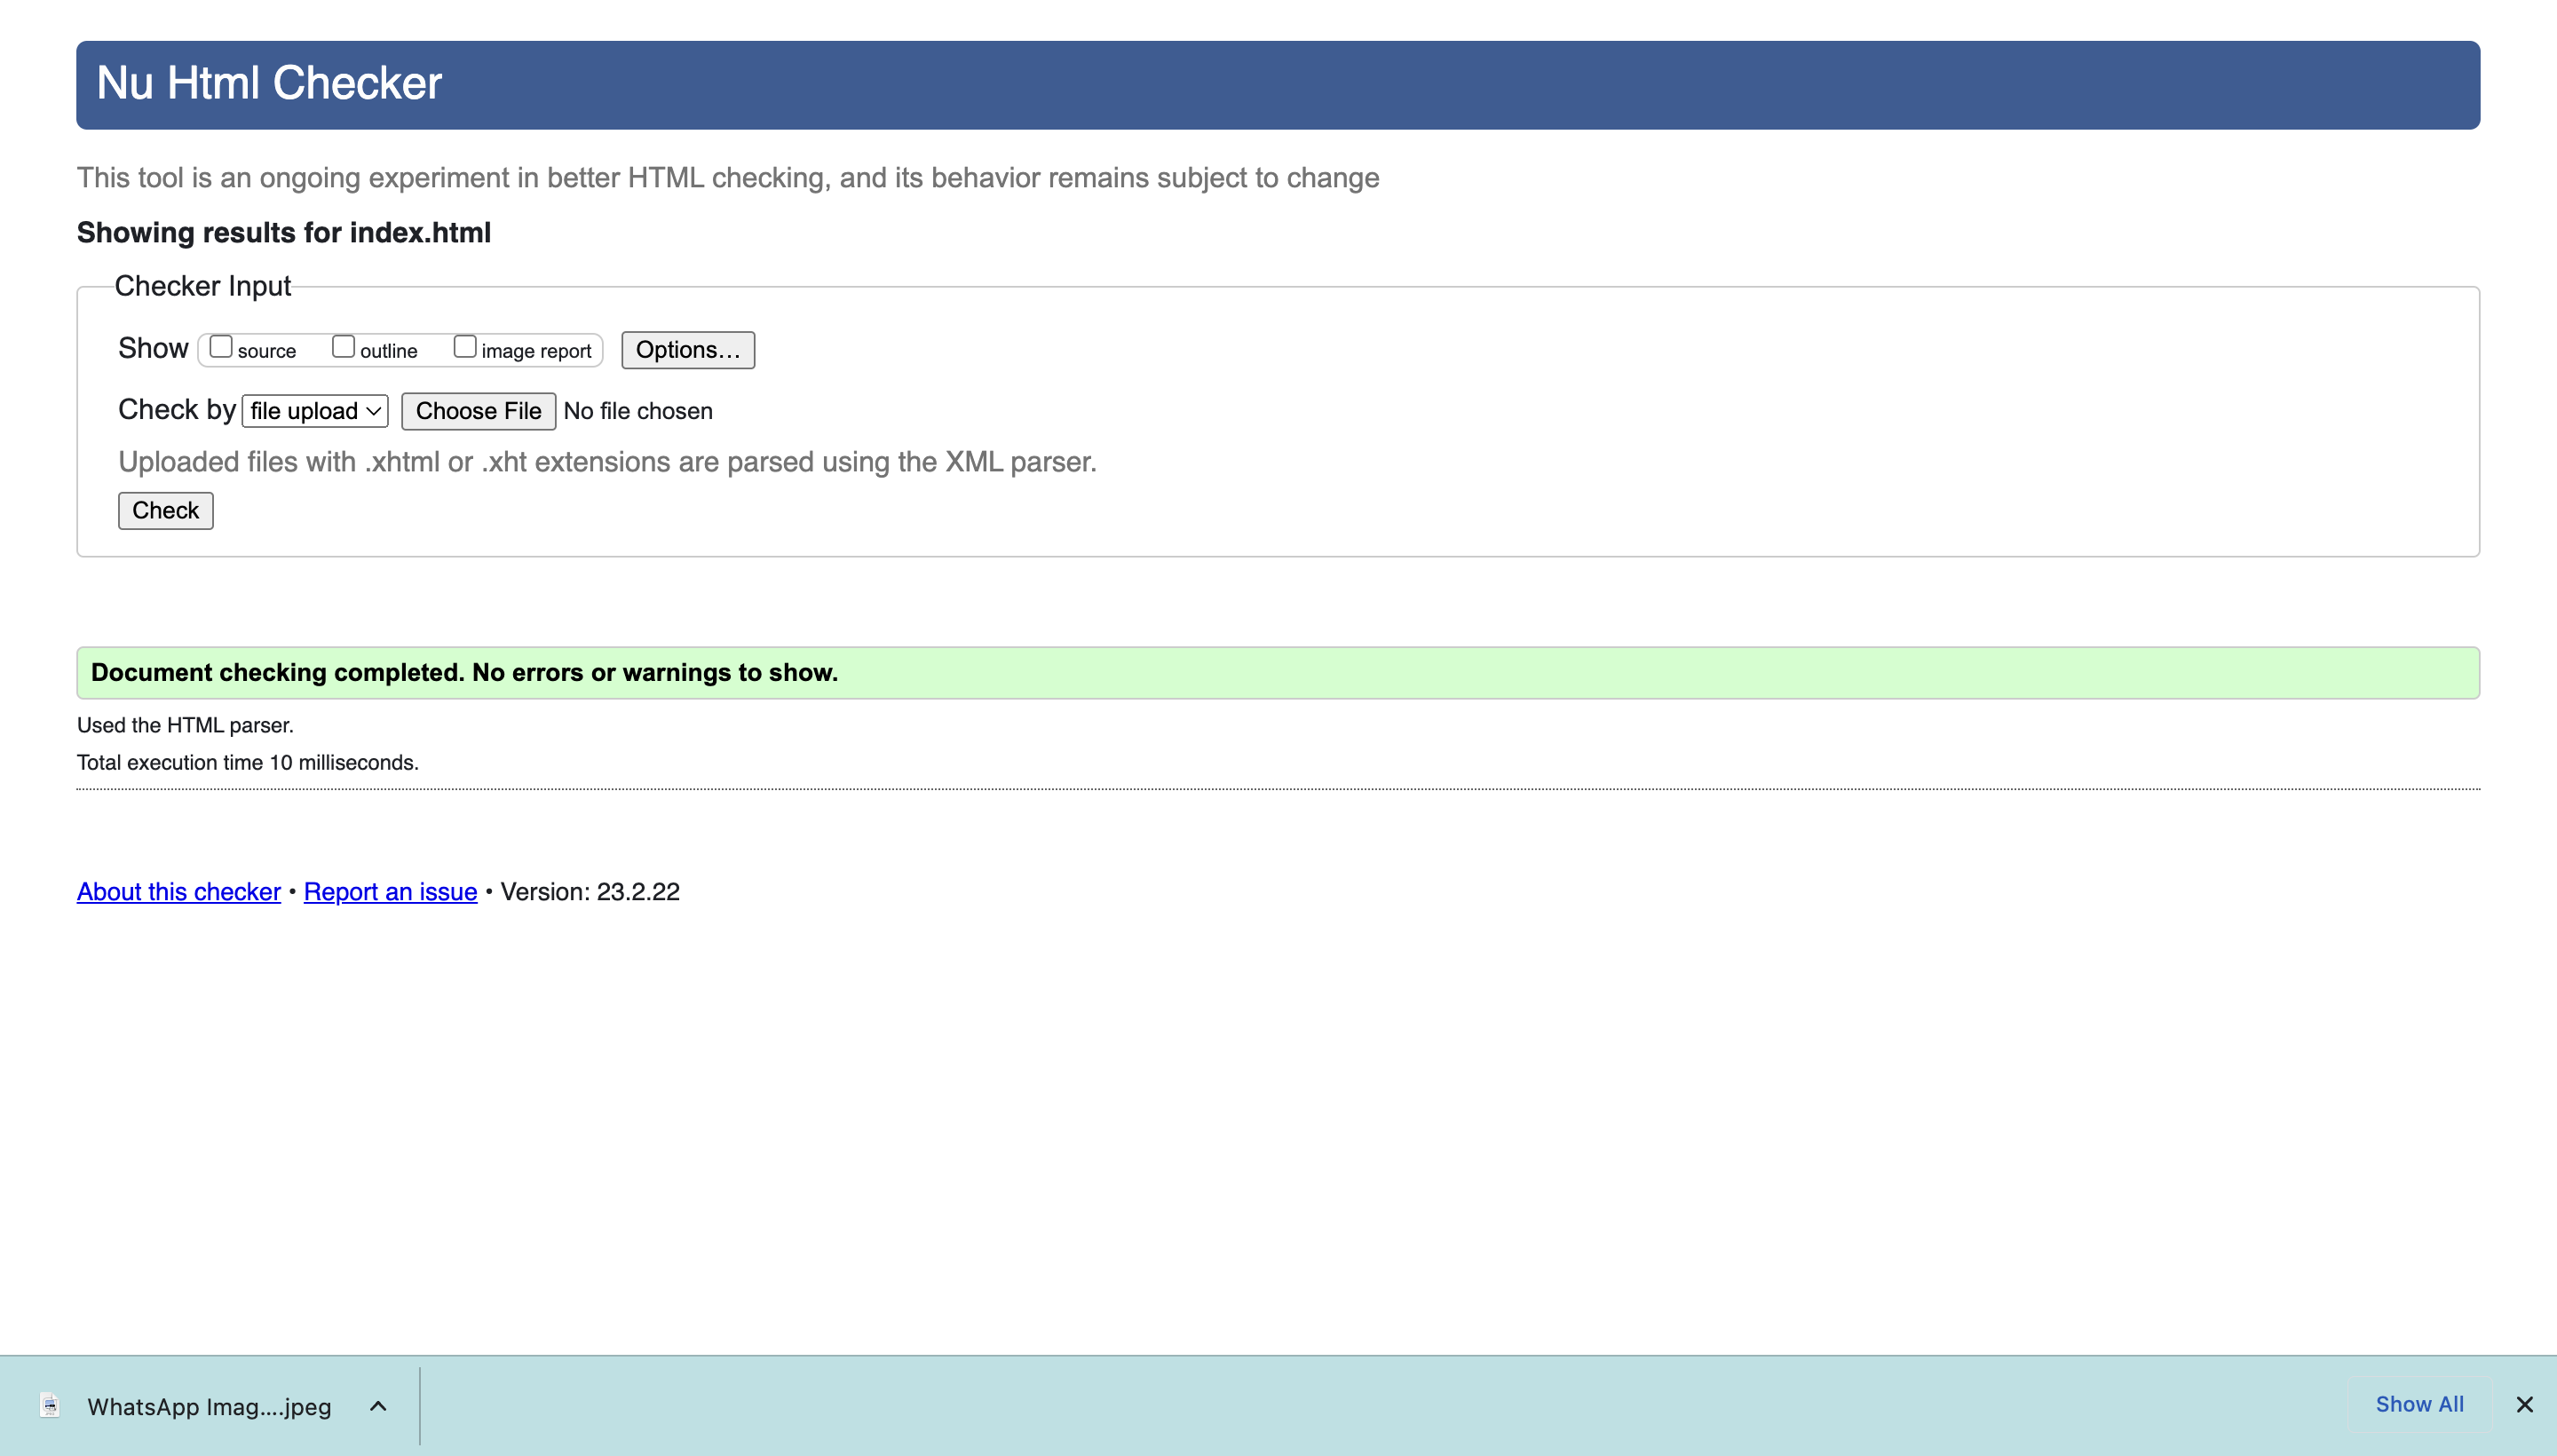 Nu Html Checker
This tool is an ongoing experiment in better HTML checking, and its behavior remains subject to change
Showing results for index.html
Checker Input
Show source outline image report Options…
Check by file upload Choose File No file chosen
Uploaded files with .xhtml or .xht extensions are parsed using the XML parser.
Check
Document checking completed. No errors or warnings to show.
Used the HTML parser.
Total execution time 10 milliseconds.
About this checker • Report an issue • Version: 23.2.22
WhatsApp Imag....jpeg Show All